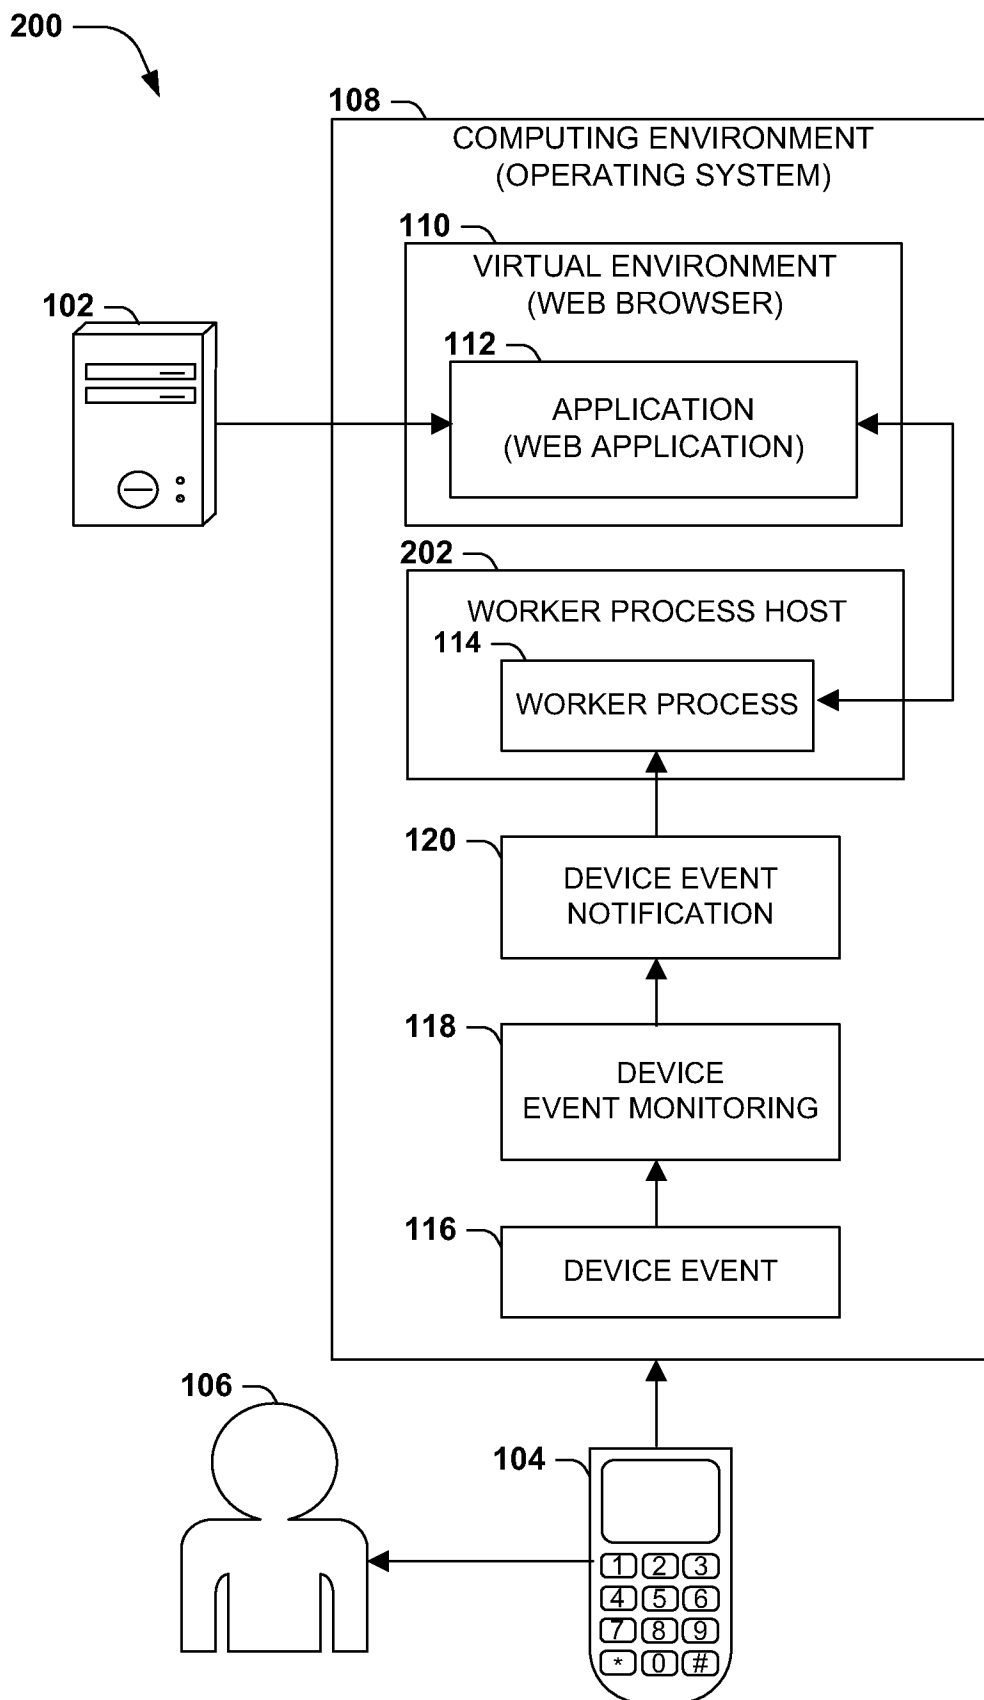 200
108
COMPUTING ENVIRONMENT
(OPERATING SYSTEM)
110
VIRTUAL ENVIRONMENT
(WEB BROWSER)
102
112
APPLICATION
(WEB APPLICATION)
202
WORKER PROCESS HOST
114
WORKER PROCESS
120
DEVICE EVENT
NOTIFICATION
118
DEVICE
EVENT MONITORING
116
DEVICE EVENT
106
104
1 2 3
4 5 6
7 8 9
* 0 #